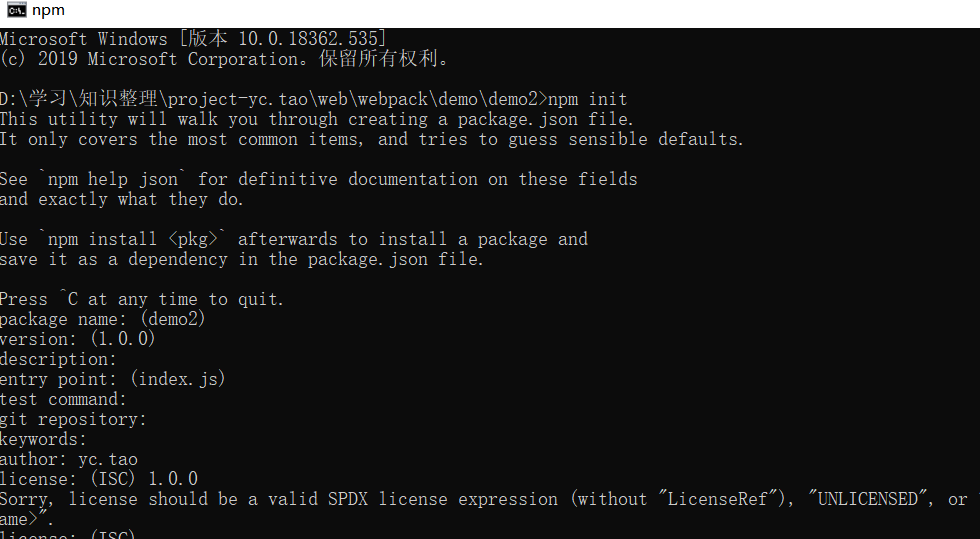 npm
Microsoft Windows [版本 10.0.18362.535]
(c) 2019 Microsoft Corporation。保留所有权利。
D:\学习\知识整理\project-yc.tao\web\webpack\demo\demo2>npm init
This utility will walk you through creating a package.json file.
It only covers the most common items, and tries to guess sensible defaults.
See `npm help json` for definitive documentation on these fields
and exactly what they do.
Use `npm install <pkg>` afterwards to install a package and
save it as a dependency in the package.json file.
Press ^C at any time to quit.
package name: (demo2)
version: (1.0.0)
description:
entry point: (index.js)
test command:
git repository:
keywords:
author: yc.tao
license: (ISC) 1.0.0
Sorry, license should be a valid SPDX license expression (without "LicenseRef"), "UNLICENSED", or "
ame>".
license: (ISC)